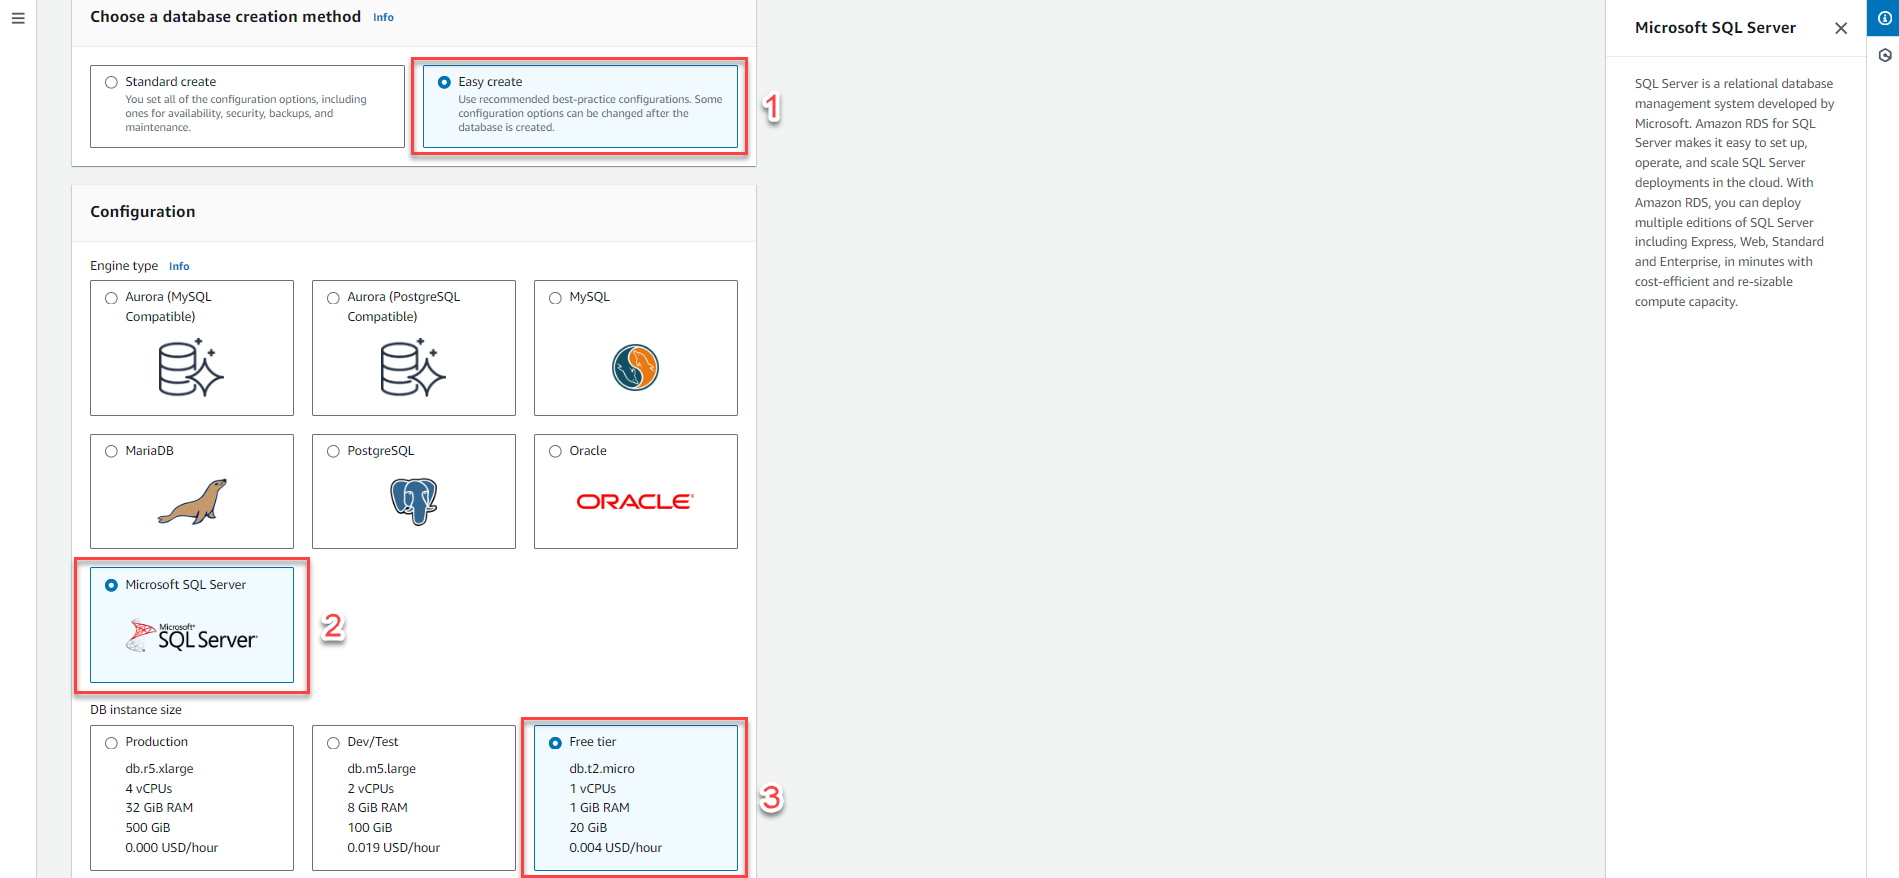 Choose a database creation method Info
Standard create
You set all of the configuration options, including
ones for availability, security, backups, and
maintenance.
Easy create
Use recommended best-practice configurations. Some
configuration options can be changed after the
database is created.
1
Configuration
Engine type Info
Aurora (MySQL
Compatible)
Aurora (PostgreSQL
Compatible)
MySQL
MariaDB
PostgreSQL
Oracle
ORACLE
Microsoft SQL Server
Microsoft®
SQL Server®
2
DB instance size
Production
db.r5.xlarge
4 vCPUs
32 GiB RAM
500 GiB
0.000 USD/hour
Dev/Test
db.m5.large
2 vCPUs
8 GiB RAM
100 GiB
0.019 USD/hour
Free tier
db.t2.micro
1 vCPUs
1 GiB RAM
20 GiB
0.004 USD/hour
3
Microsoft SQL Server
SQL Server is a relational database
management system developed by
Microsoft. Amazon RDS for SQL
Server makes it easy to set up,
operate, and scale SQL Server
deployments in the cloud. With
Amazon RDS, you can deploy
multiple editions of SQL Server
including Express, Web, Standard
and Enterprise, in minutes with
cost-efficient and re-sizable
compute capacity.